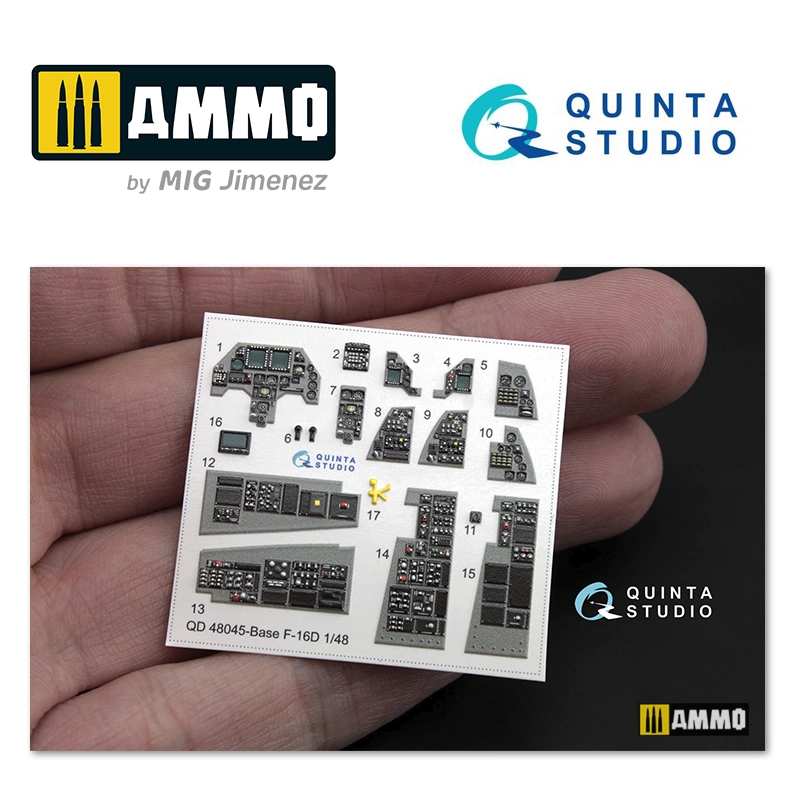 AMMO
by MIG Jimenez
QUINTA
STUDIO
1
2
3
4
5
7
8
9
16
6
10
QUINTA
STUDIO
12
17
11
14
15
13
QD 48045-Base F-16D 1/48
QUINTA
STUDIO
AMMO